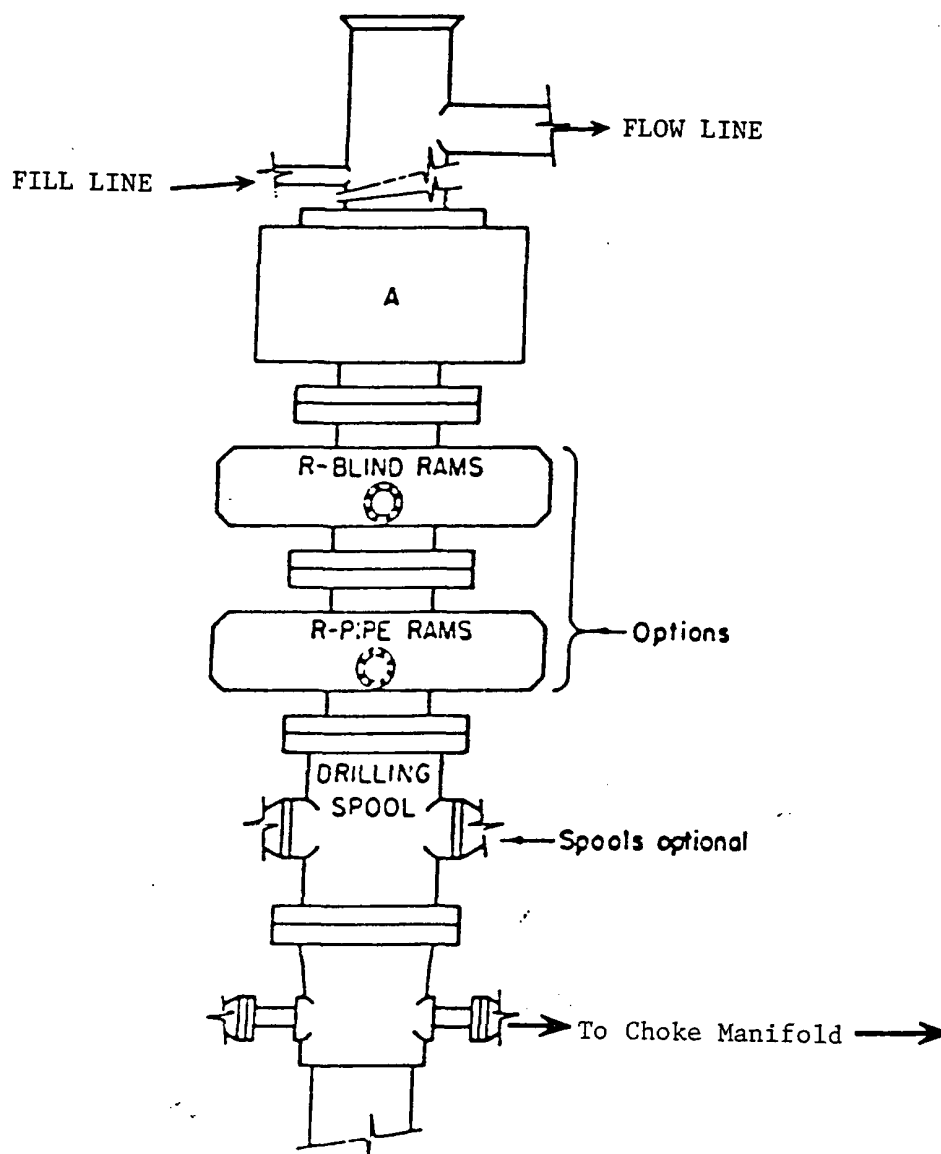 FLOW LINE
FILL LINE
A
R-BLIND RAMS
R-PIPE RAMS
Options
DRILLING
SPOOL
Spools optional
To Choke Manifold